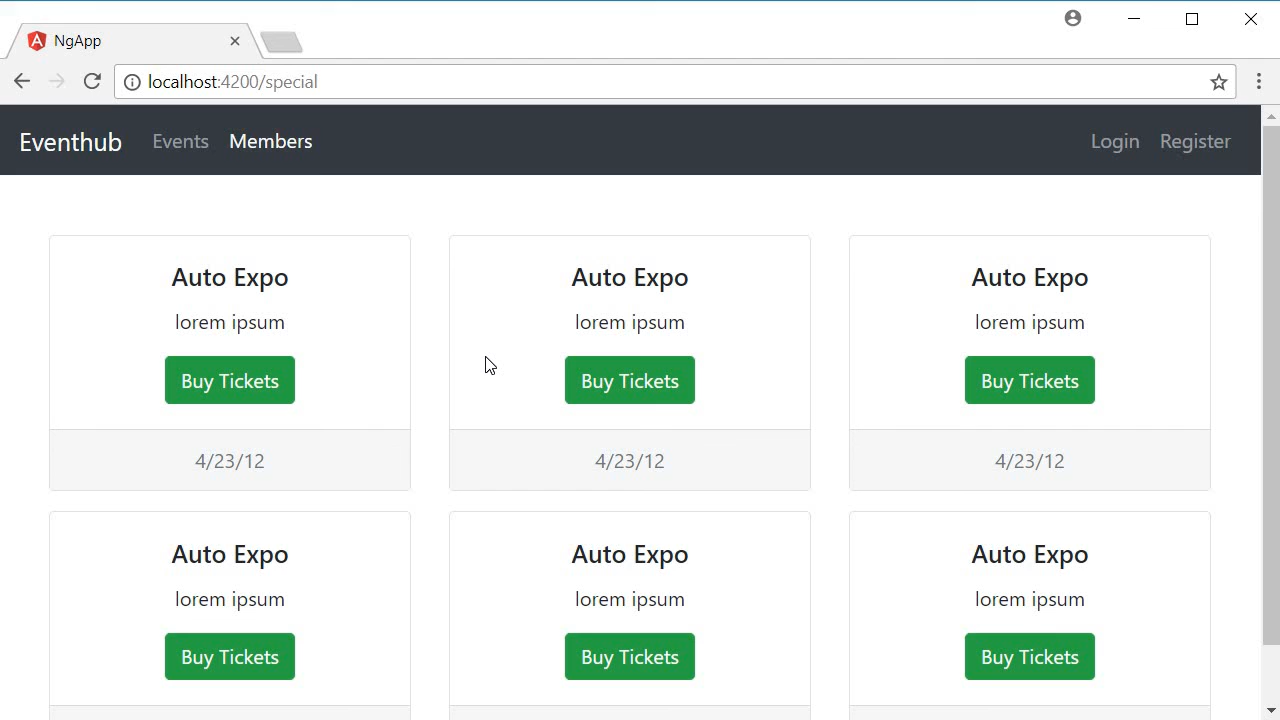 NgApp
localhost:4200/special
Eventhub Events Members Login Register
Auto Expo Auto Expo Auto Expo
lorem ipsum lorem ipsum lorem ipsum
Buy Tickets Buy Tickets Buy Tickets
4/23/12 4/23/12 4/23/12
Auto Expo Auto Expo Auto Expo
lorem ipsum lorem ipsum lorem ipsum
Buy Tickets Buy Tickets Buy Tickets